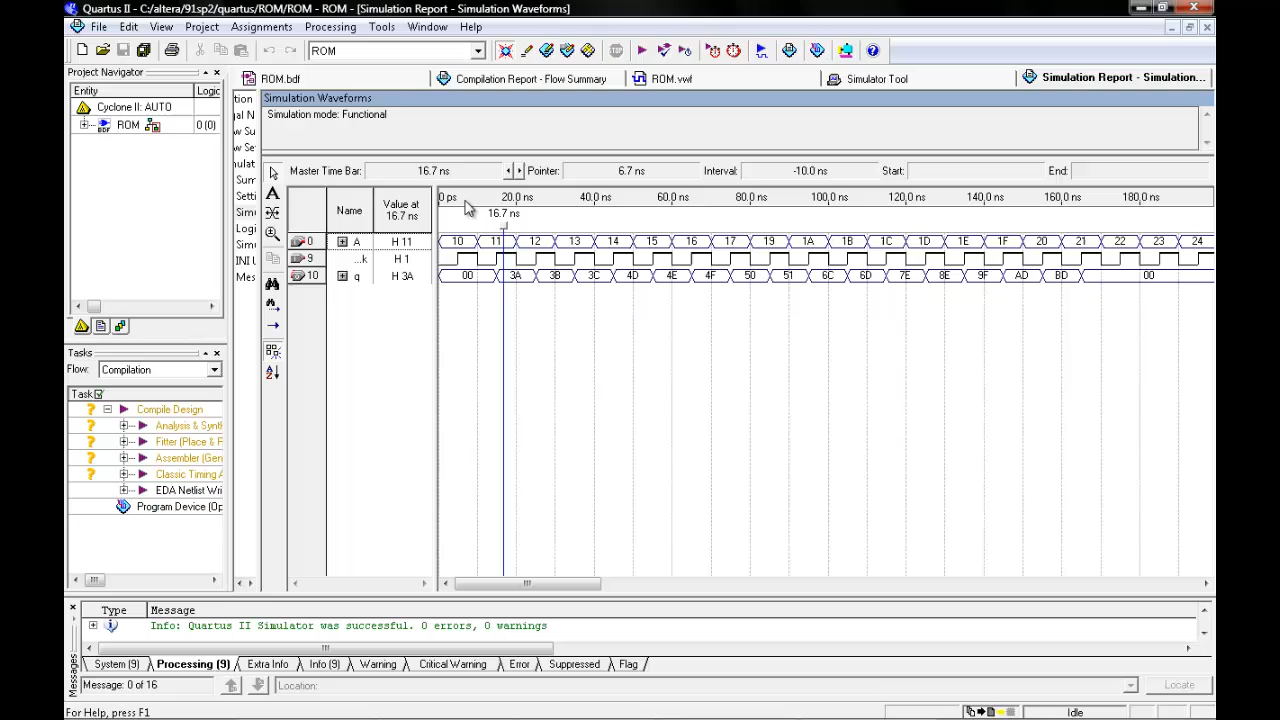 Quartus II - C:/altera/91sp2/quartus/ROM/ROM - ROM - [Simulation Report - Simulation Waveforms]
File Edit View Project Assignments Processing Tools Window Help
ROM
Project Navigator
ROM.bdf
Compilation Report - Flow Summary
ROM.vwf
Simulator Tool
Simulation Report - Simulation...
Entity
Logic
Cyclone II: AUTO
ROM
0 (0)
Simulation Waveforms
Simulation mode: Functional
Master Time Bar:
16.7 ns
Pointer:
6.7 ns
Interval:
-10.0 ns
Start:
End:
Name
Value at
16.7 ns
0 ps
20.0 ns
40.0 ns
60.0 ns
80.0 ns
100.0 ns
120.0 ns
140.0 ns
160.0 ns
180.0 ns
16.7 ns
0
A
H 11
10 11 12 13 14 15 16 17 19 1A 1B 1C 1D 1E 1F 20 21 22 23 24
9
...k
H 1
10
q
H 3A
00 3A 3B 3C 4D 4E 4F 50 51 6C 6D 7E 8E 9F AD BD 00
Tasks
Flow:
Compilation
Task
Compile Design
Analysis & Synth
Fitter (Place & F
Assembler (Gen
Classic Timing A
EDA Netlist Wri
Program Device (Op
Type
Message
Info: Quartus II Simulator was successful. 0 errors, 0 warnings
System (9) Processing (9) Extra Info Info (9) Warning Critical Warning Error Suppressed Flag
Messages
Message: 0 of 16
Location:
Locate
For Help, press F1
Idle